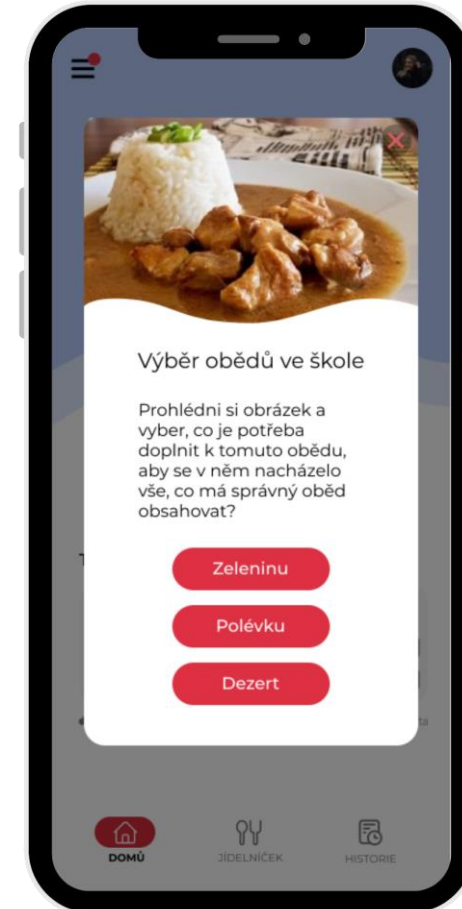 Výběr obědů ve škole
Prohlédni si obrázek a
vyber, co je potřeba
doplnit k tomuto obědu,
aby se v něm nacházelo
vše, co má správný oběd
obsahovat?
Zeleninu
Polévku
Dezert
DOMŮ
JÍDELNÍČEK
HISTORIE